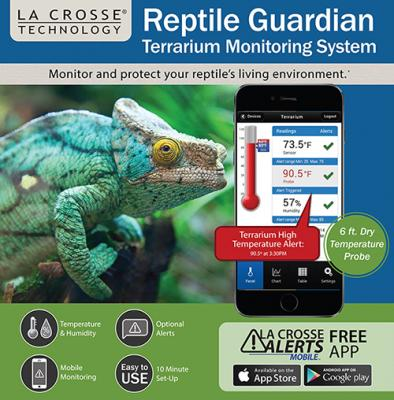 LA CROSSE®
TECHNOLOGY
Reptile Guardian
Terrarium Monitoring System
Monitor and protect your reptile's living environment.*
Devices Terrarium Logout
Readings Alerts
73.5°F
Sensor
90.5°F
Probe
Alert Triggered
57%
Humidity
Terrarium High
Temperature Alert:
90.5° at 3:30PM
6 ft. Dry
Temperature
Probe
Panel Chart Table Settings
Temperature
& Humidity
Optional
Alerts
Mobile
Monitoring
Easy to
USE
10 Minute
Set-Up
LA CROSSE
ALERTS
MOBILE.
FREE
APP
Available on the
App Store
ANDROID APP ON
Google play